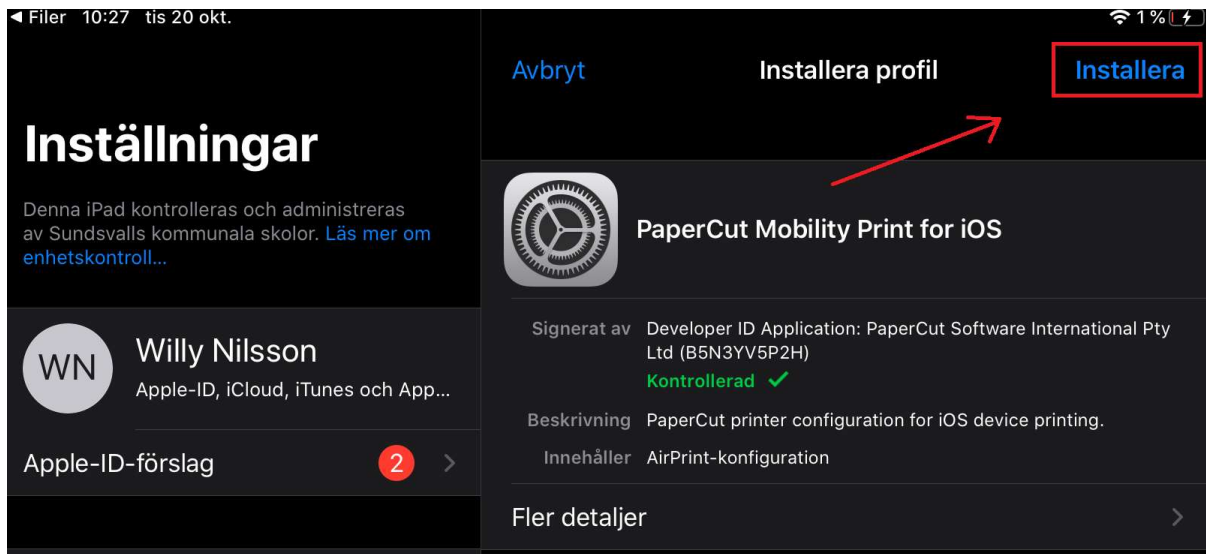 ◀ Filer 10:27 tis 20 okt.
1 %
Inställningar
Denna iPad kontrolleras och administreras
av Sundsvalls kommunala skolor. Läs mer om
enhetskontroll...
WN
Willy Nilsson
Apple-ID, iCloud, iTunes och App...
Apple-ID-förslag 2
Avbryt Installera profil Installera
PaperCut Mobility Print for iOS
Signerat av Developer ID Application: PaperCut Software International Pty
Ltd (B5N3YV5P2H)
Kontrollerad ✓
Beskrivning PaperCut printer configuration for iOS device printing.
Innehåller AirPrint-konfiguration
Fler detaljer